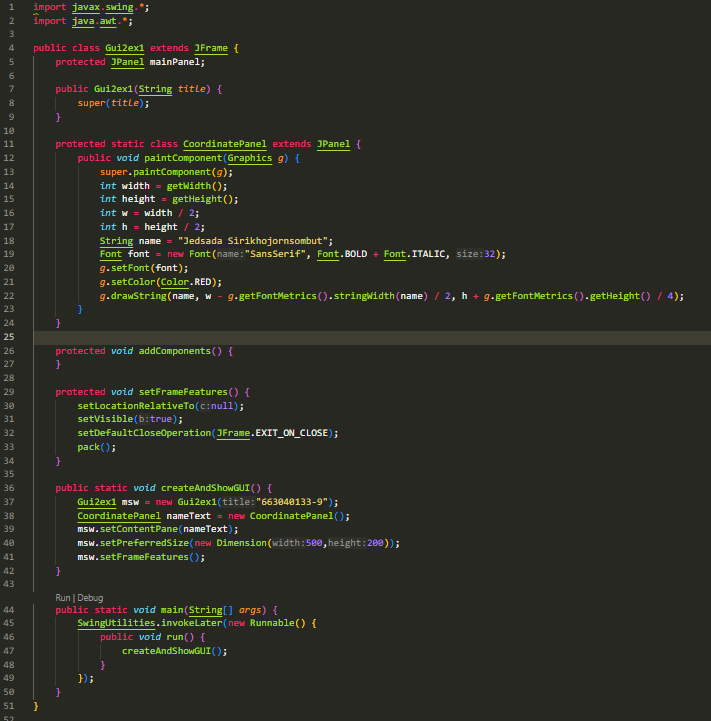 1 import javax.swing.*;
2 import java.awt.*;
3
4 public class Gui2ex1 extends JFrame {
5 protected JPanel mainPanel;
6
7 public Gui2ex1(String title) {
8 super(title);
9 }
10
11 protected static class CoordinatePanel extends JPanel {
12 public void paintComponent(Graphics g) {
13 super.paintComponent(g);
14 int width = getWidth();
15 int height = getHeight();
16 int w = width / 2;
17 int h = height / 2;
18 String name = "Jedsada Sirikhojornsombut";
19 Font font = new Font(name:"SansSerif", Font.BOLD + Font.ITALIC, size:32);
20 g.setFont(font);
21 g.setColor(Color.RED);
22 g.drawString(name, w - g.getFontMetrics().stringWidth(name) / 2, h + g.getFontMetrics().getHeight() / 4);
23 }
24 }
25
26 protected void addComponents() {
27 }
28
29 protected void setFrameFeatures() {
30 setLocationRelativeTo(c:null);
31 setVisible(b:true);
32 setDefaultCloseOperation(JFrame.EXIT_ON_CLOSE);
33 pack();
34 }
35
36 public static void createAndShowGUI() {
37 Gui2ex1 msw = new Gui2ex1(title:"663040133-9");
38 CoordinatePanel nameText = new CoordinatePanel();
39 msw.setContentPane(nameText);
40 msw.setPreferredSize(new Dimension(width:500,height:200));
41 msw.setFrameFeatures();
42 }
43
Run | Debug
44 public static void main(String[] args) {
45 SwingUtilities.invokeLater(new Runnable() {
46 public void run() {
47 createAndShowGUI();
48 }
49 });
50 }
51 }
52